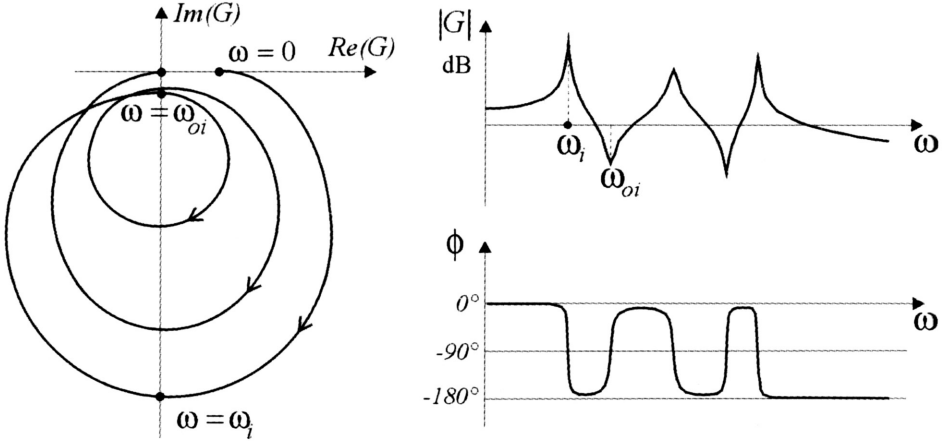 Im(G)
Re(G)
ω = 0
ω = ω_oi
ω = ω_i
|G|
dB
ω_i
ω_oi
ω
ϕ
0°
ω
-90°
-180°